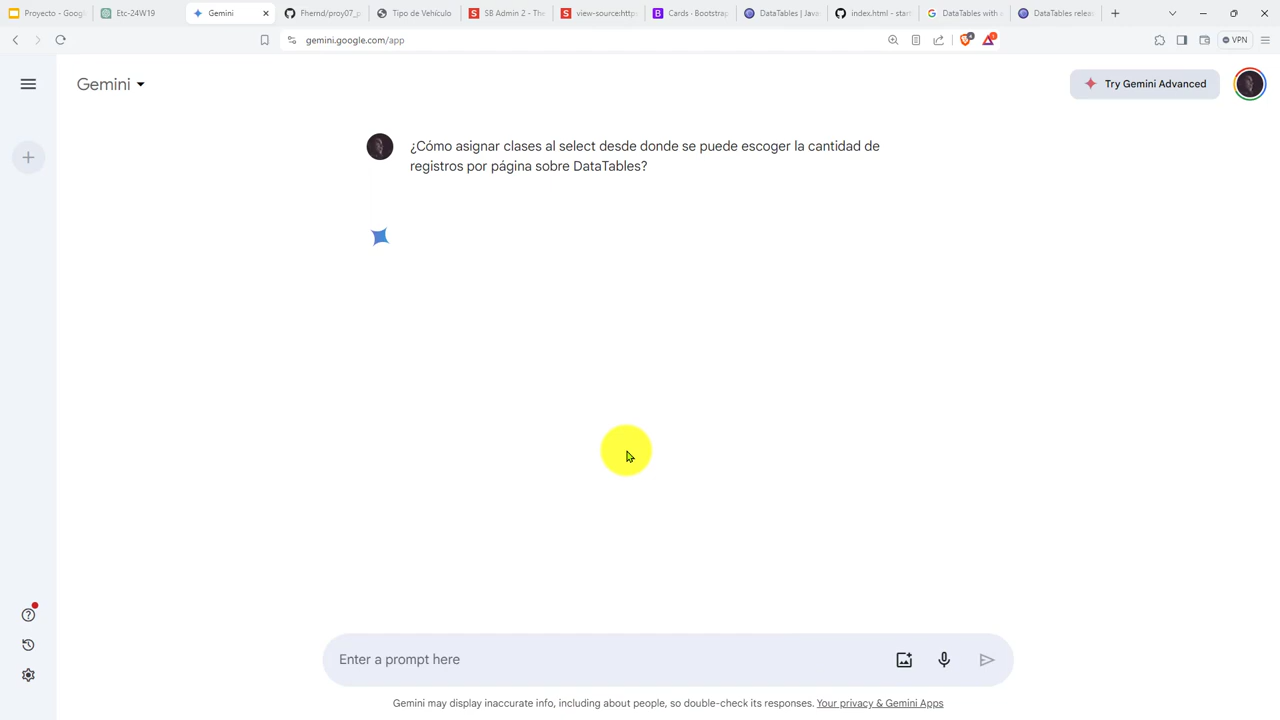 Proyecto - Goog
Etc-24W19
Gemini
Fhernd/proy07_p
Tipo de Vehículo
SB Admin 2 - The
view-source:http
Cards · Bootstrap
DataTables | Java
index.html - start
DataTables with
DataTables relea
gemini.google.com/app
4
1
VPN
Gemini
Try Gemini Advanced
¿Cómo asignar clases al select desde donde se puede escoger la cantidad de
registros por página sobre DataTables?
Enter a prompt here
Gemini may display inaccurate info, including about people, so double-check its responses. Your privacy & Gemini Apps